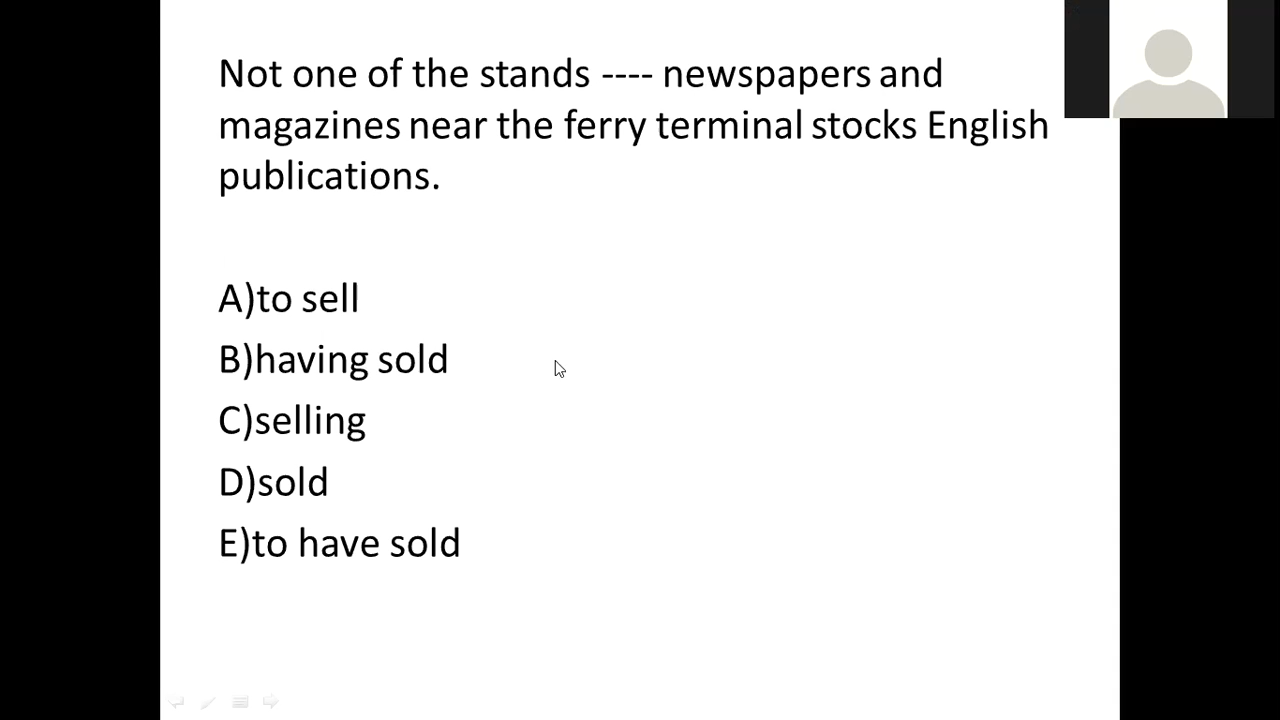 Not one of the stands ---- newspapers and
magazines near the ferry terminal stocks English
publications.
A)to sell
B)having sold
C)selling
D)sold
E)to have sold